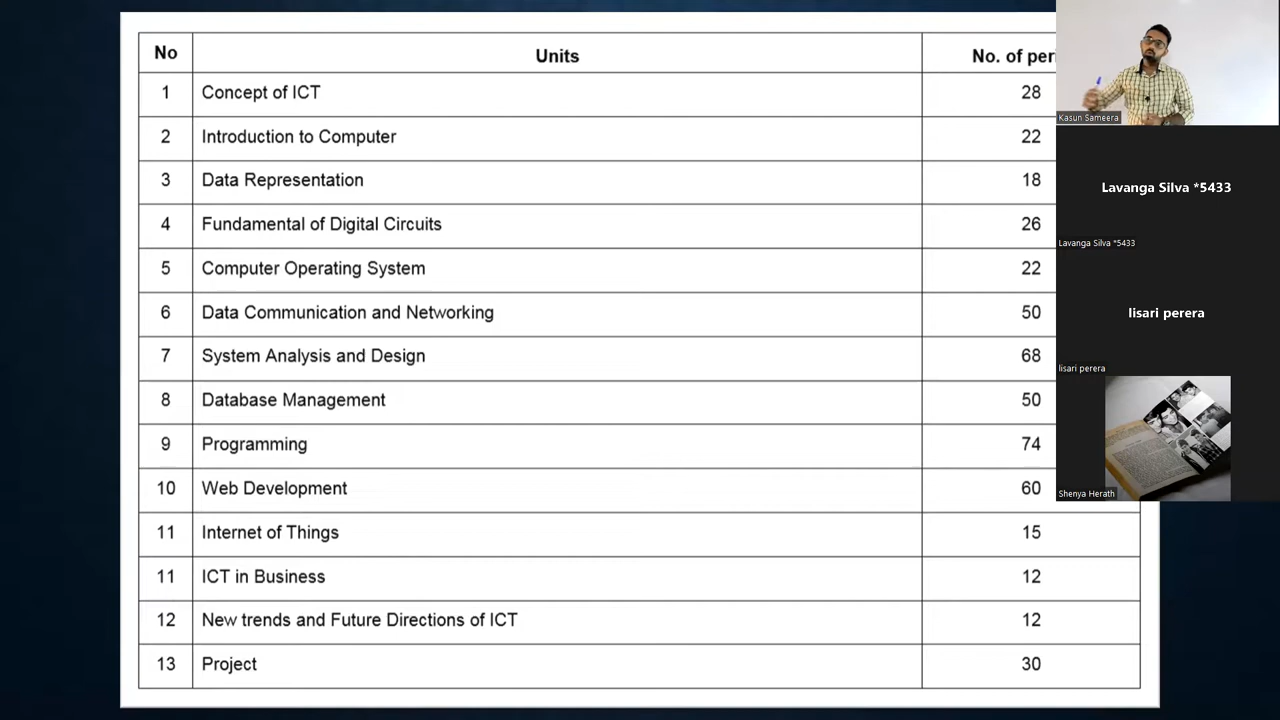 No Units No. of peri
1 Concept of ICT 28
2 Introduction to Computer 22
3 Data Representation 18
4 Fundamental of Digital Circuits 26
5 Computer Operating System 22
6 Data Communication and Networking 50
7 System Analysis and Design 68
8 Database Management 50
9 Programming 74
10 Web Development 60
11 Internet of Things 15
11 ICT in Business 12
12 New trends and Future Directions of ICT 12
13 Project 30
Kasun Sameera
Lavanga Silva *5433
Lavanga Silva *5433
lisari perera
lisari perera
Shenya Herath